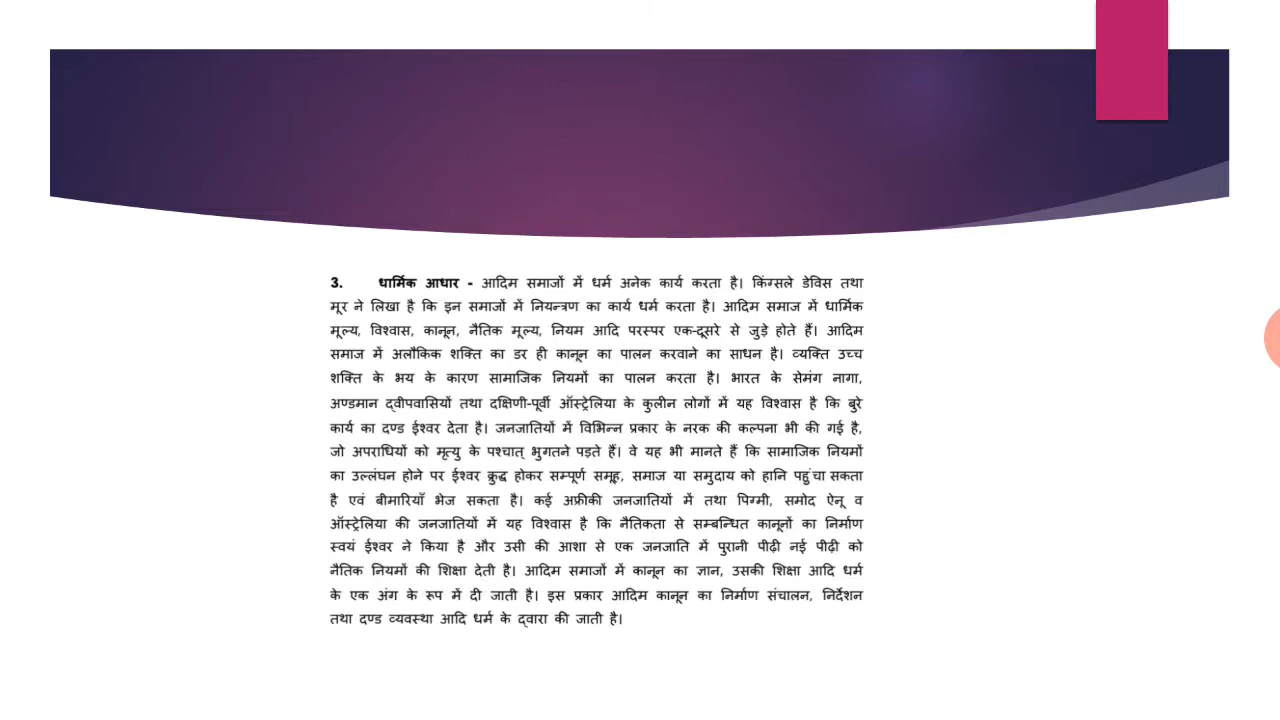 3. धार्मिक आधार - आदिम समाजों में धर्म अनेक कार्य करता है। किंग्सले डेविस तथा
मूर ने लिखा है कि इन समाजों में नियन्त्रण का कार्य धर्म करता है। आदिम समाज में धार्मिक
मूल्य, विश्वास, कानून, नैतिक मूल्य, नियम आदि परस्पर एक-दूसरे से जुड़े होते हैं। आदिम
समाज में अलौकिक शक्ति का डर ही कानून का पालन करवाने का साधन है। व्यक्ति उच्च
शक्ति के भय के कारण सामाजिक नियमों का पालन करता है। भारत के सेमंग नागा,
अण्डमान द्वीपवासियों तथा दक्षिणी-पूर्वी ऑस्ट्रेलिया के कुलीन लोगों में यह विश्वास है कि बुरे
कार्य का दण्ड ईश्वर देता है। जनजातियों में विभिन्न प्रकार के नरक की कल्पना भी की गई है,
जो अपराधियों को मृत्यु के पश्चात् भुगतने पड़ते हैं। वे यह भी मानते हैं कि सामाजिक नियमों
का उल्लंघन होने पर ईश्वर क्रुद्ध होकर सम्पूर्ण समूह, समाज या समुदाय को हानि पहुंचा सकता
है एवं बीमारियाँ भेज सकता है। कई अफ्रीकी जनजातियों में तथा पिग्मी, समोद ऐनू व
ऑस्ट्रेलिया की जनजातियों में यह विश्वास है कि नैतिकता से सम्बन्धित कानूनों का निर्माण
स्वयं ईश्वर ने किया है और उसी की आशा से एक जनजाति में पुरानी पीढ़ी नई पीढ़ी को
नैतिक नियमों की शिक्षा देती है। आदिम समाजों में कानून का ज्ञान, उसकी शिक्षा आदि धर्म
के एक अंग के रूप में दी जाती है। इस प्रकार आदिम कानून का निर्माण संचालन, निर्देशन
तथा दण्ड व्यवस्था आदि धर्म के द्वारा की जाती है।